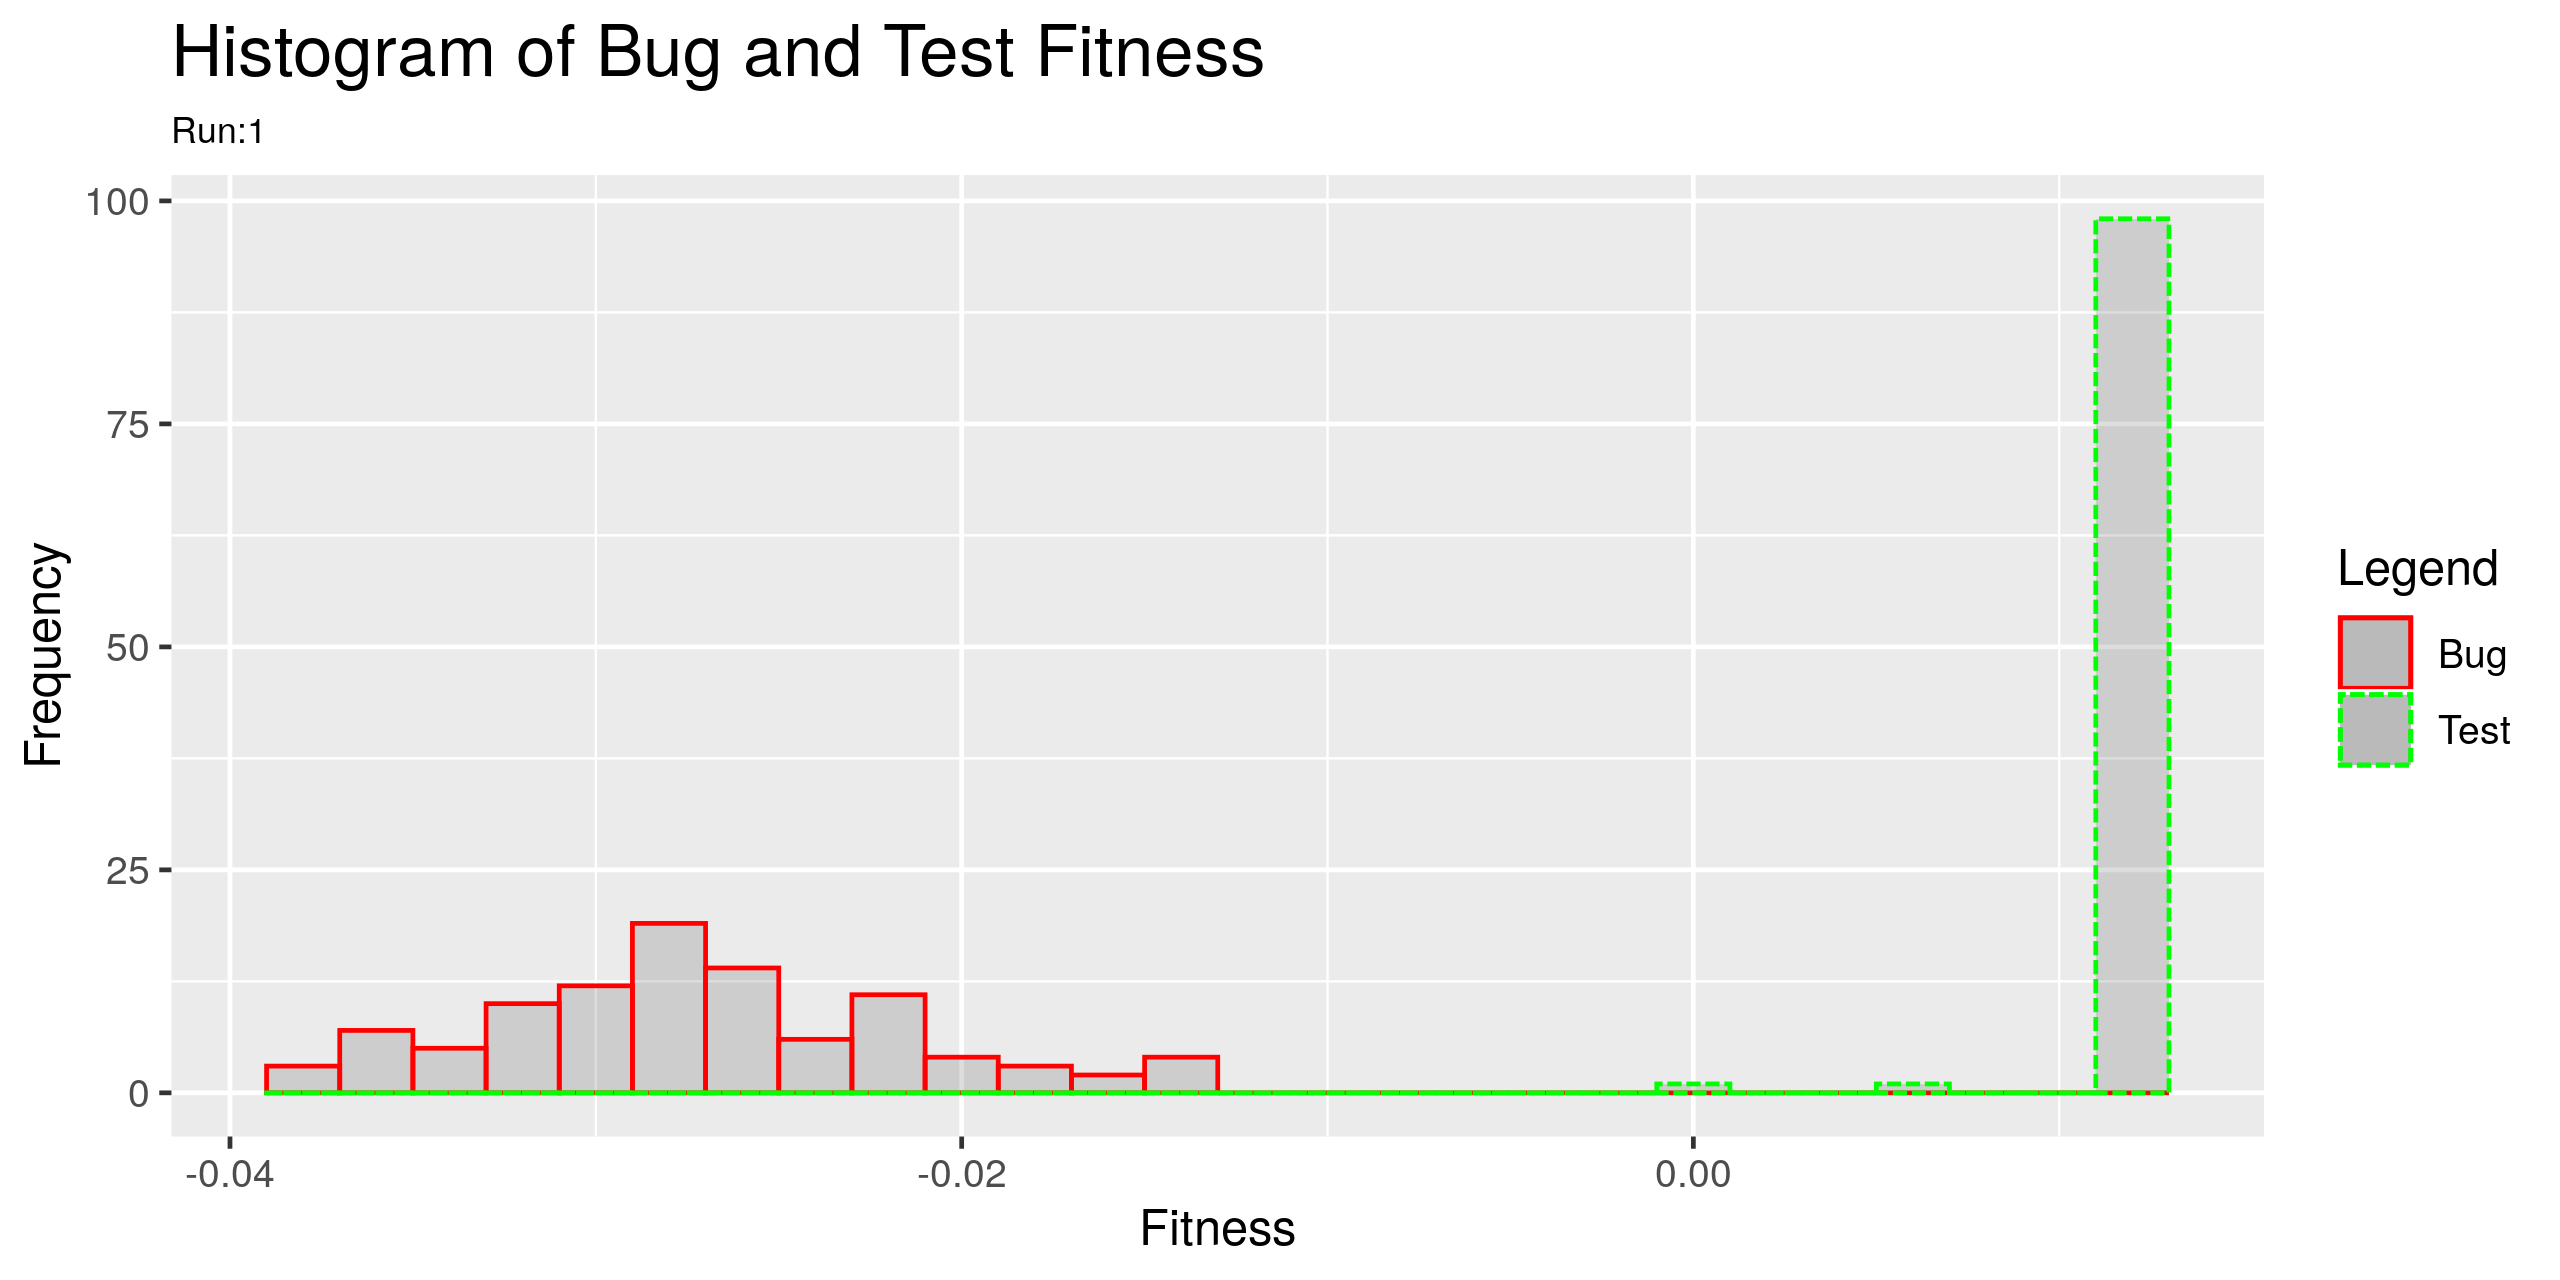 Histogram of Bug and Test Fitness
Run:1
100
75
50
25
0
Frequency
-0.04
-0.02
0.00
Fitness
Legend
Bug
Test